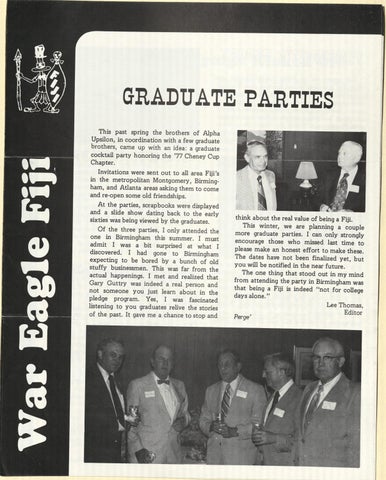 War Eagle Fiji
GRADUATE PARTIES
This past spring the brothers of Alpha
Upsilon, in coordination with a few graduate
brothers, came up with an idea: a graduate
cocktail party honoring the '77 Cheney Cup
Chapter.
Invitations were sent out to all area Fiji's
in the metropolitan Montgomery, Birming-
ham, and Atlanta areas asking them to come
and re-open some old friendships.
At the parties, scrapbooks were displayed
and a slide show dating back to the early
sixties was being viewed by the graduates.
Of the three parties, I only attended the
one in Birmingham this summer. I must
admit I was a bit surprised at what I
discovered. I had gone to Birmingham
expecting to be bored by a bunch of old
stuffy businessmen. This was far from the
actual happenings. I met and realized that
Gary Guttry was indeed a real person and
not someone you just learn about in the
pledge program. Yes, I was fascinated
listening to you graduates relive the stories
of the past. It gave me a chance to stop and
think about the real value of being a Fiji.
This winter, we are planning a couple
more graduate parties. I can only strongly
encourage those who missed last time to
please make an honest effort to make these.
The dates have not been finalized yet, but
you will be notified in the near future.
The one thing that stood out in my mind
from attending the party in Birmingham was
that being a Fiji is indeed "not for college
days alone."
Lee Thomas,
Editor
Perge'